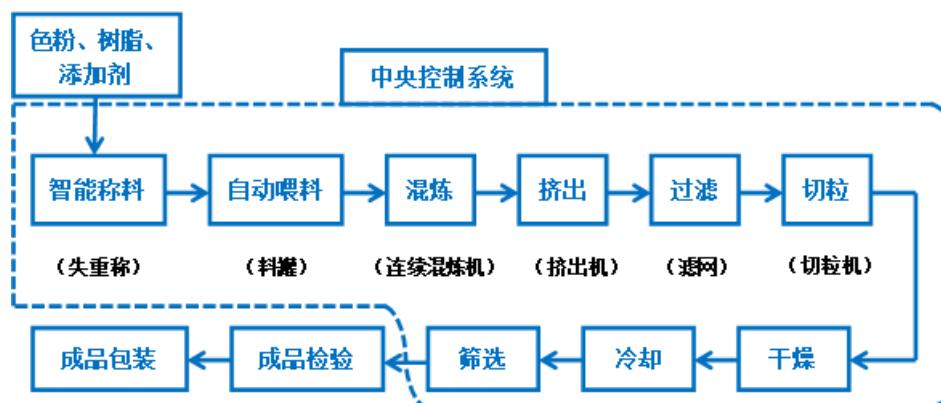 色粉、树脂、
添加剂
中央控制系统
智能称料
自动喂料
混炼
挤出
过滤
切粒
（失重称）
（料罐）
（连续混炼机）
（挤出机）
（滤网）
（切粒机）
成品包装
成品检验
筛选
冷却
干燥